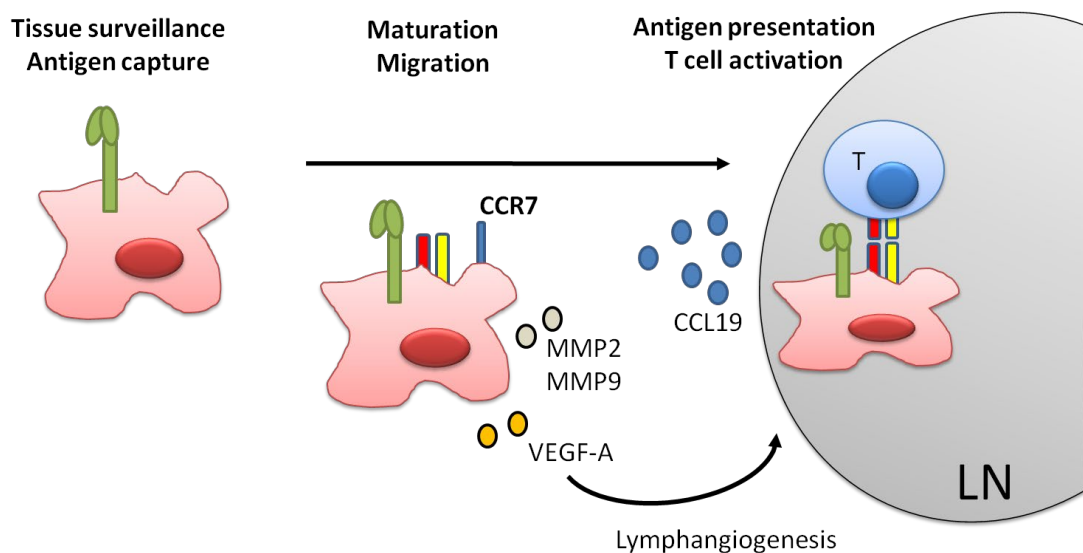 Tissue surveillance
Antigen capture
Maturation
Migration
Antigen presentation
T cell activation
T
CCR7
CCL19
MMP2
MMP9
VEGF-A
LN
Lymphangiogenesis